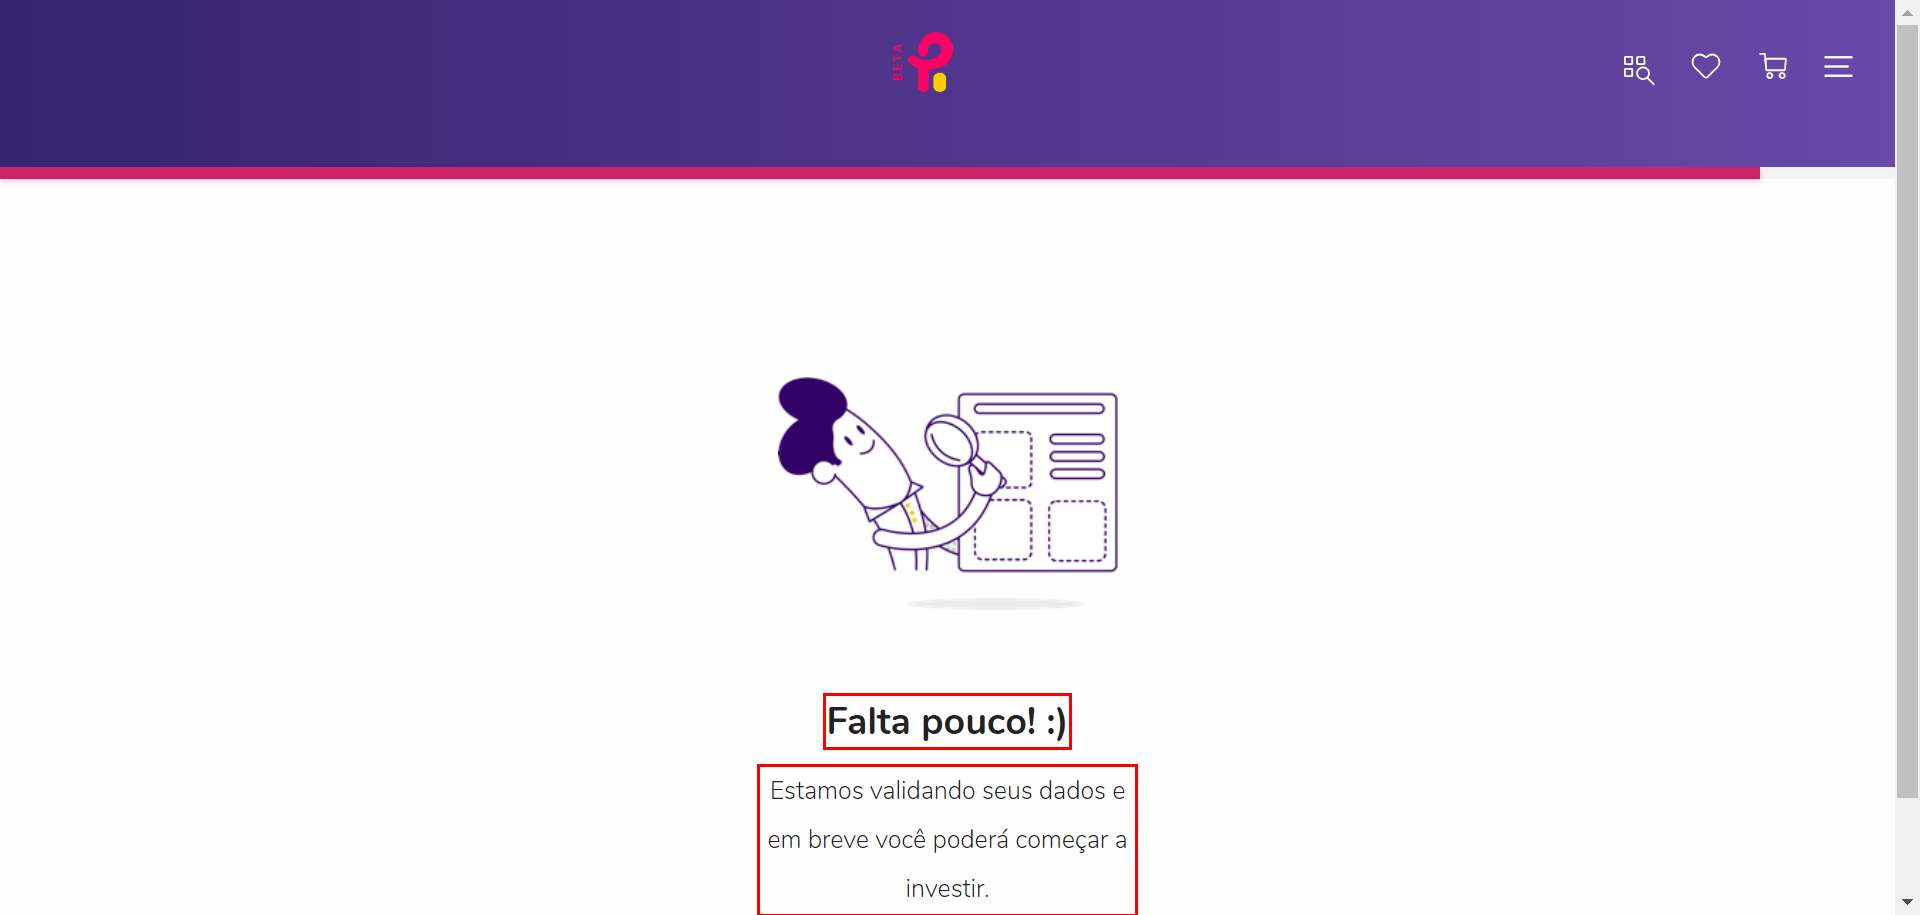 BETA
Falta pouco! :)
Estamos validando seus dados e
em breve você poderá começar a
investir.